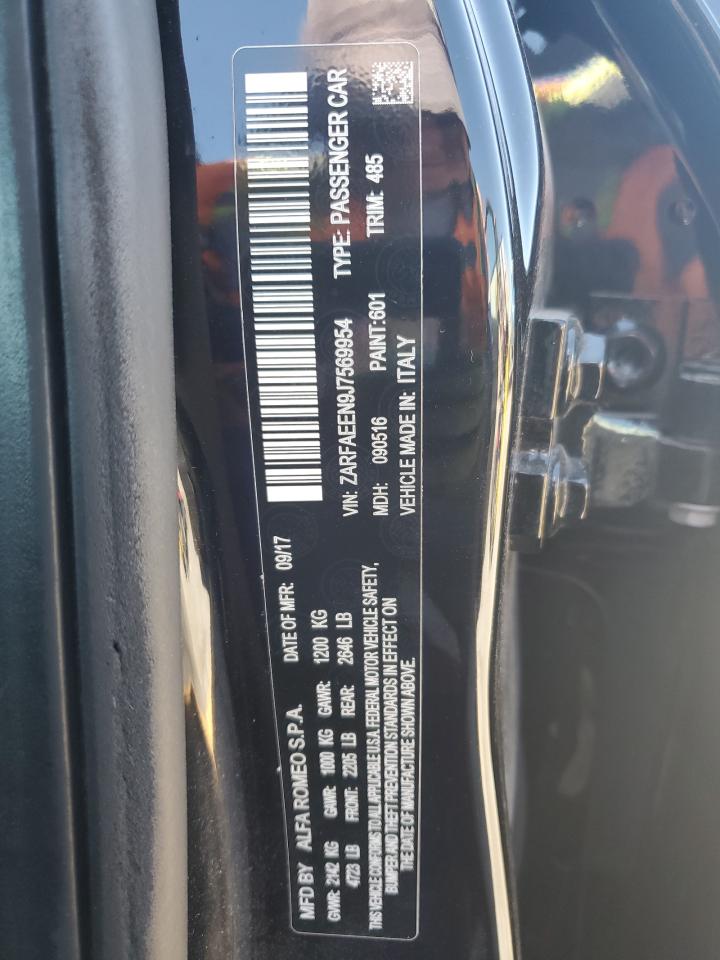 MFD BY ALFA ROMEO S.P.A. DATE OF MFR: 09/17
GVWR: 2142 KG GAWR: 1000 KG GAWR: 1200 KG
4723 LB FRONT: 2205 LB REAR: 2646 LB
THIS VEHICLE CONFORMS TO ALL APPLICABLE U.S.A. FEDERAL MOTOR VEHICLE SAFETY,
BUMPER AND THEFT PREVENTION STANDARDS IN EFFECT ON
THE DATE OF MANUFACTURE SHOWN ABOVE.
VIN: ZARFAEEN9J7569954 TYPE: PASSENGER CAR
MDH: 090516 PAINT:601 TRIM: 485
VEHICLE MADE IN: ITALY